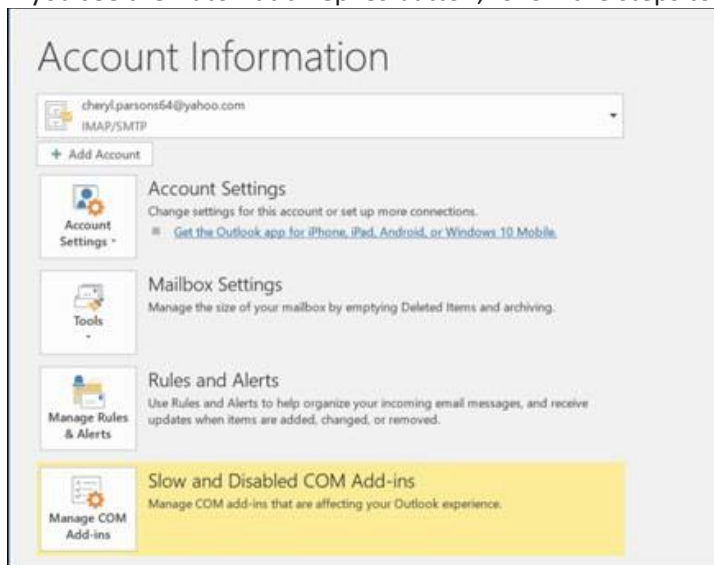 Account Information
cheryl.parsons64@yahoo.com
IMAP/SMTP
+ Add Account
Account
Settings
Account Settings
Change settings for this account or set up more connections.
Get the Outlook app for iPhone, iPad, Android, or Windows 10 Mobile.
Tools
Mailbox Settings
Manage the size of your mailbox by emptying Deleted Items and archiving.
Manage Rules
& Alerts
Rules and Alerts
Use Rules and Alerts to help organize your incoming email messages, and receive
updates when items are added, changed, or removed.
Manage COM
Add-ins
Slow and Disabled COM Add-ins
Manage COM add-ins that are affecting your Outlook experience.